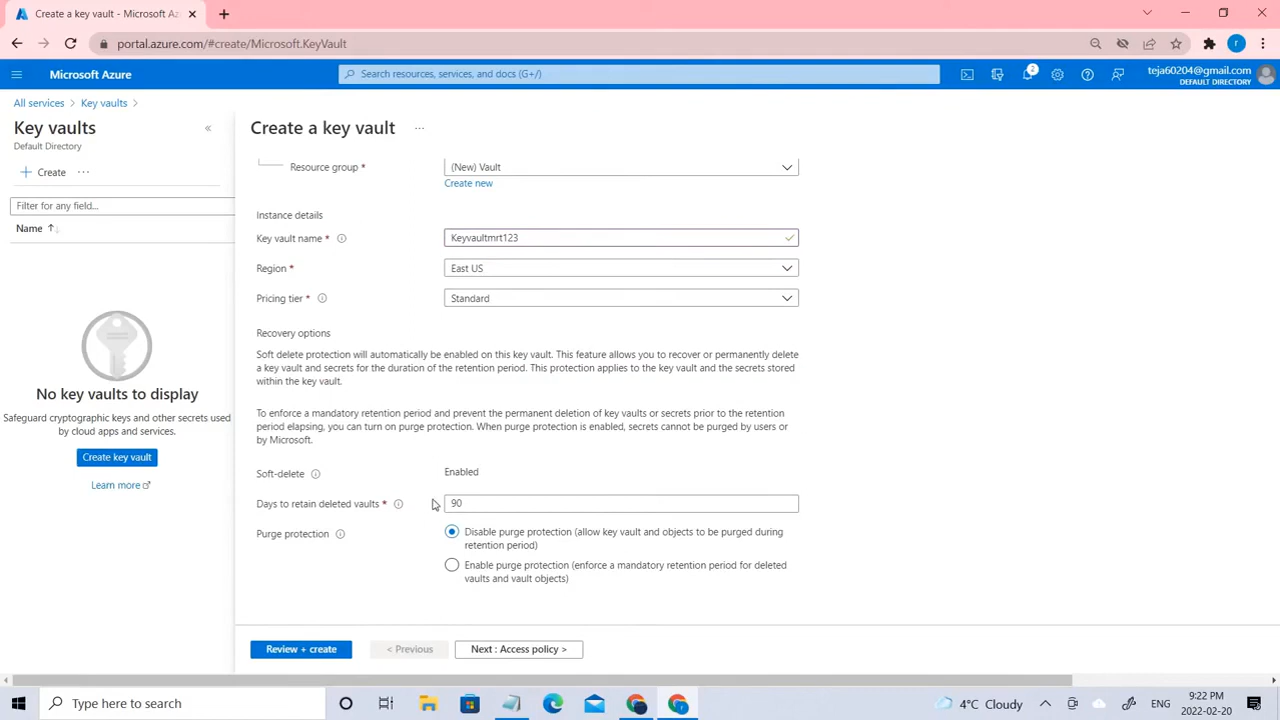 Create a key vault - Microsoft Az
portal.azure.com/#create/Microsoft.KeyVault
Microsoft Azure
Search resources, services, and docs (G+/)
2
teja60204@gmail.com
DEFAULT DIRECTORY
All services > Key vaults >
Key vaults
Default Directory
+ Create ...
Filter for any field...
Name ↑↓
No key vaults to display
Safeguard cryptographic keys and other secrets used
by cloud apps and services.
Create key vault
Learn more
Create a key vault ...
Resource group * (New) Vault
Create new
Instance details
Key vault name * Keyvaultmrt123
Region * East US
Pricing tier * Standard
Recovery options
Soft delete protection will automatically be enabled on this key vault. This feature allows you to recover or permanently delete
a key vault and secrets for the duration of the retention period. This protection applies to the key vault and the secrets stored
within the key vault.
To enforce a mandatory retention period and prevent the permanent deletion of key vaults or secrets prior to the retention
period elapsing, you can turn on purge protection. When purge protection is enabled, secrets cannot be purged by users or
by Microsoft.
Soft-delete Enabled
Days to retain deleted vaults * 90
Purge protection
Disable purge protection (allow key vault and objects to be purged during
retention period)
Enable purge protection (enforce a mandatory retention period for deleted
vaults and vault objects)
Review + create
< Previous
Next : Access policy >
Type here to search
4°C Cloudy
ENG
9:22 PM
2022-02-20